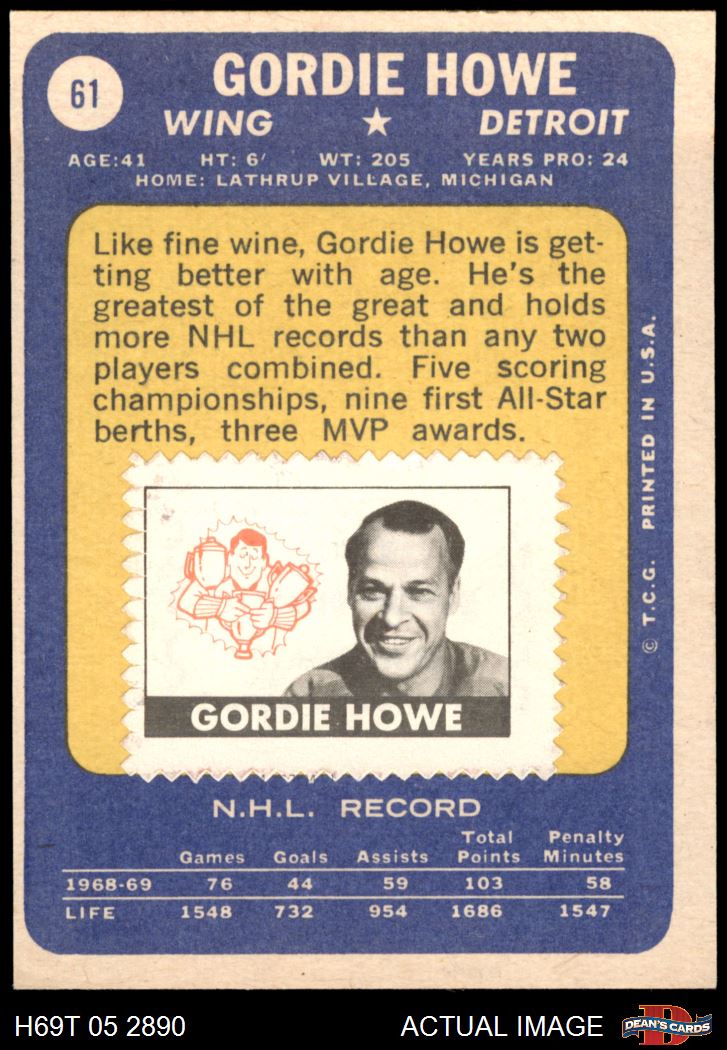 61
GORDIE HOWE
WING ★ DETROIT
AGE:41 HT: 6' WT: 205 YEARS PRO: 24
HOME: LATHRUP VILLAGE, MICHIGAN
Like fine wine, Gordie Howe is get-
ting better with age. He's the
greatest of the great and holds
more NHL records than any two
players combined. Five scoring
championships, nine first All-Star
berths, three MVP awards.
GORDIE HOWE
© T.C.G. PRINTED IN U.S.A.
N.H.L. RECORD
Games Goals Assists Total Points Penalty Minutes
1968-69 76 44 59 103 58
LIFE 1548 732 954 1686 1547
H69T 05 2890 ACTUAL IMAGE
D
DEAN'S CARDS